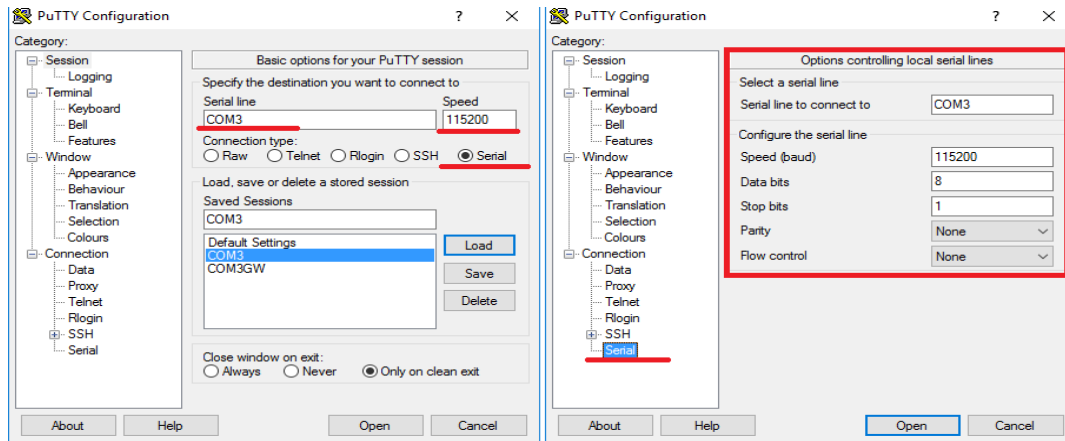 PuTTY Configuration
?
Category:
Session
Logging
Terminal
Keyboard
Bell
Features
Window
Appearance
Behaviour
Translation
Selection
Colours
Connection
Data
Proxy
Telnet
Rlogin
SSH
Serial
Basic options for your PuTTY session
Specify the destination you want to connect to
Serial line Speed
COM3 115200
Connection type:
Raw Telnet Rlogin SSH Serial
Load, save or delete a stored session
Saved Sessions
COM3
Default Settings
COM3
COM3GW
Load
Save
Delete
Close window on exit:
Always Never Only on clean exit
About Help Open Cancel
PuTTY Configuration
?
Category:
Session
Logging
Terminal
Keyboard
Bell
Features
Window
Appearance
Behaviour
Translation
Selection
Colours
Connection
Data
Proxy
Telnet
Rlogin
SSH
Serial
Options controlling local serial lines
Select a serial line
Serial line to connect to COM3
Configure the serial line
Speed (baud) 115200
Data bits 8
Stop bits 1
Parity None
Flow control None
About Help Open Cancel